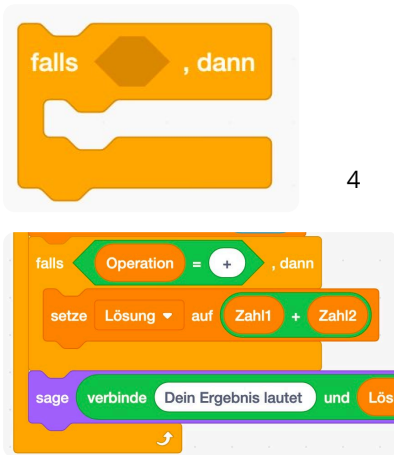 falls , dann
4
falls Operation = + , dann
setze Lösung auf Zahl1 + Zahl2
sage verbinde Dein Ergebnis lautet und Lös